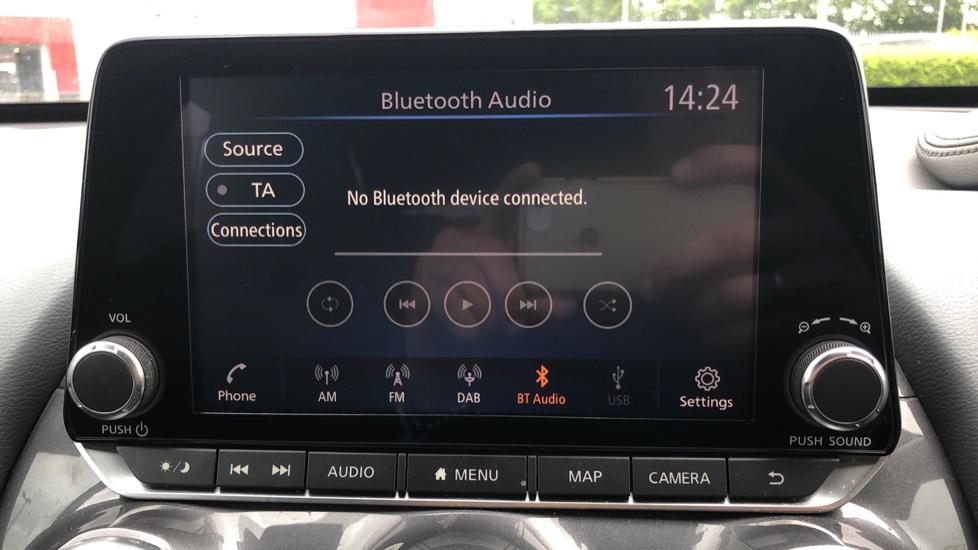 Bluetooth Audio
14:24
Source
TA
No Bluetooth device connected.
Connections
VOL
PUSH
Phone
AM
FM
DAB
BT Audio
USB
Settings
PUSH SOUND
AUDIO
MENU
MAP
CAMERA